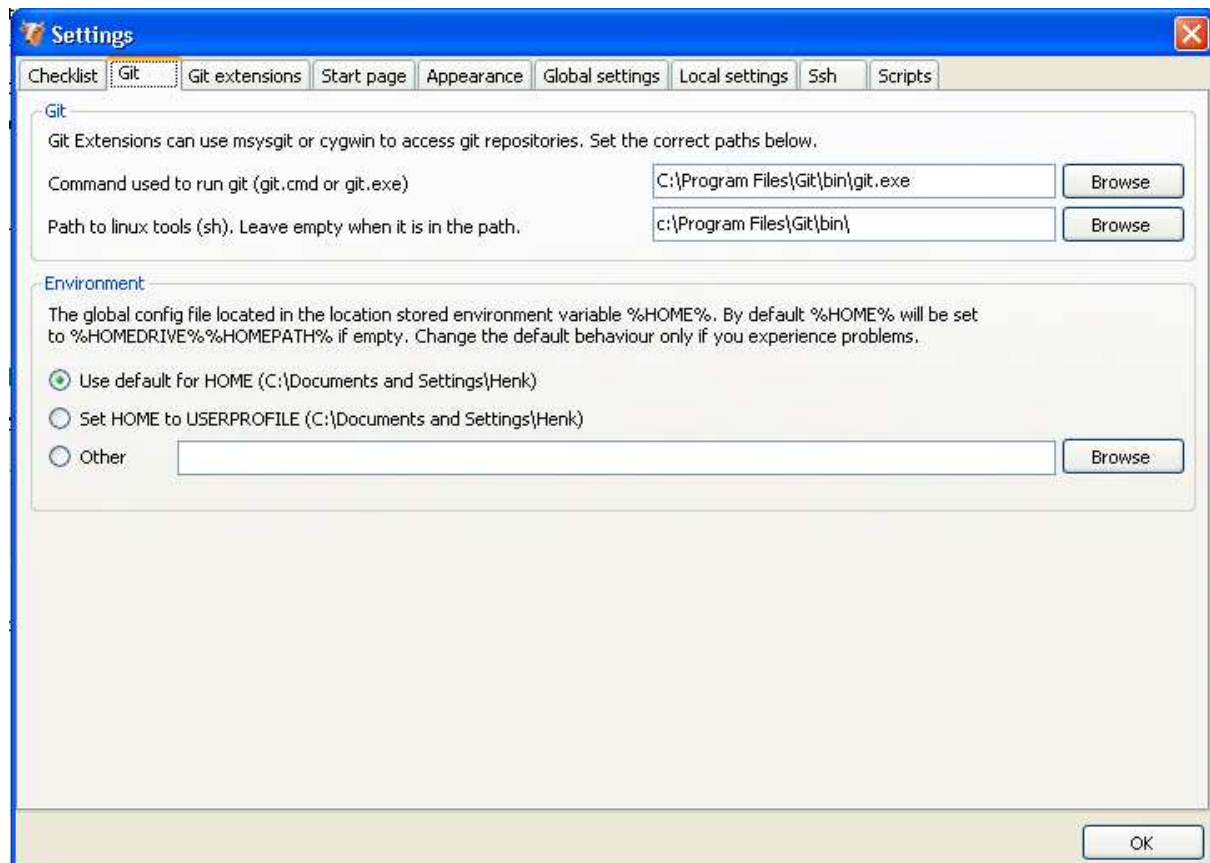 Settings
Checklist Git Git extensions Start page Appearance Global settings Local settings Ssh Scripts
Git
Git Extensions can use msysgit or cygwin to access git repositories. Set the correct paths below.
Command used to run git (git.cmd or git.exe) C:\Program Files\Git\bin\git.exe Browse
Path to linux tools (sh). Leave empty when it is in the path. c:\Program Files\Git\bin\ Browse
Environment
The global config file located in the location stored environment variable %HOME%. By default %HOME% will be set
to %HOMEDRIVE%%HOMEPATH% if empty. Change the default behaviour only if you experience problems.
Use default for HOME (C:\Documents and Settings\Henk)
Set HOME to USERPROFILE (C:\Documents and Settings\Henk)
Other Browse
OK